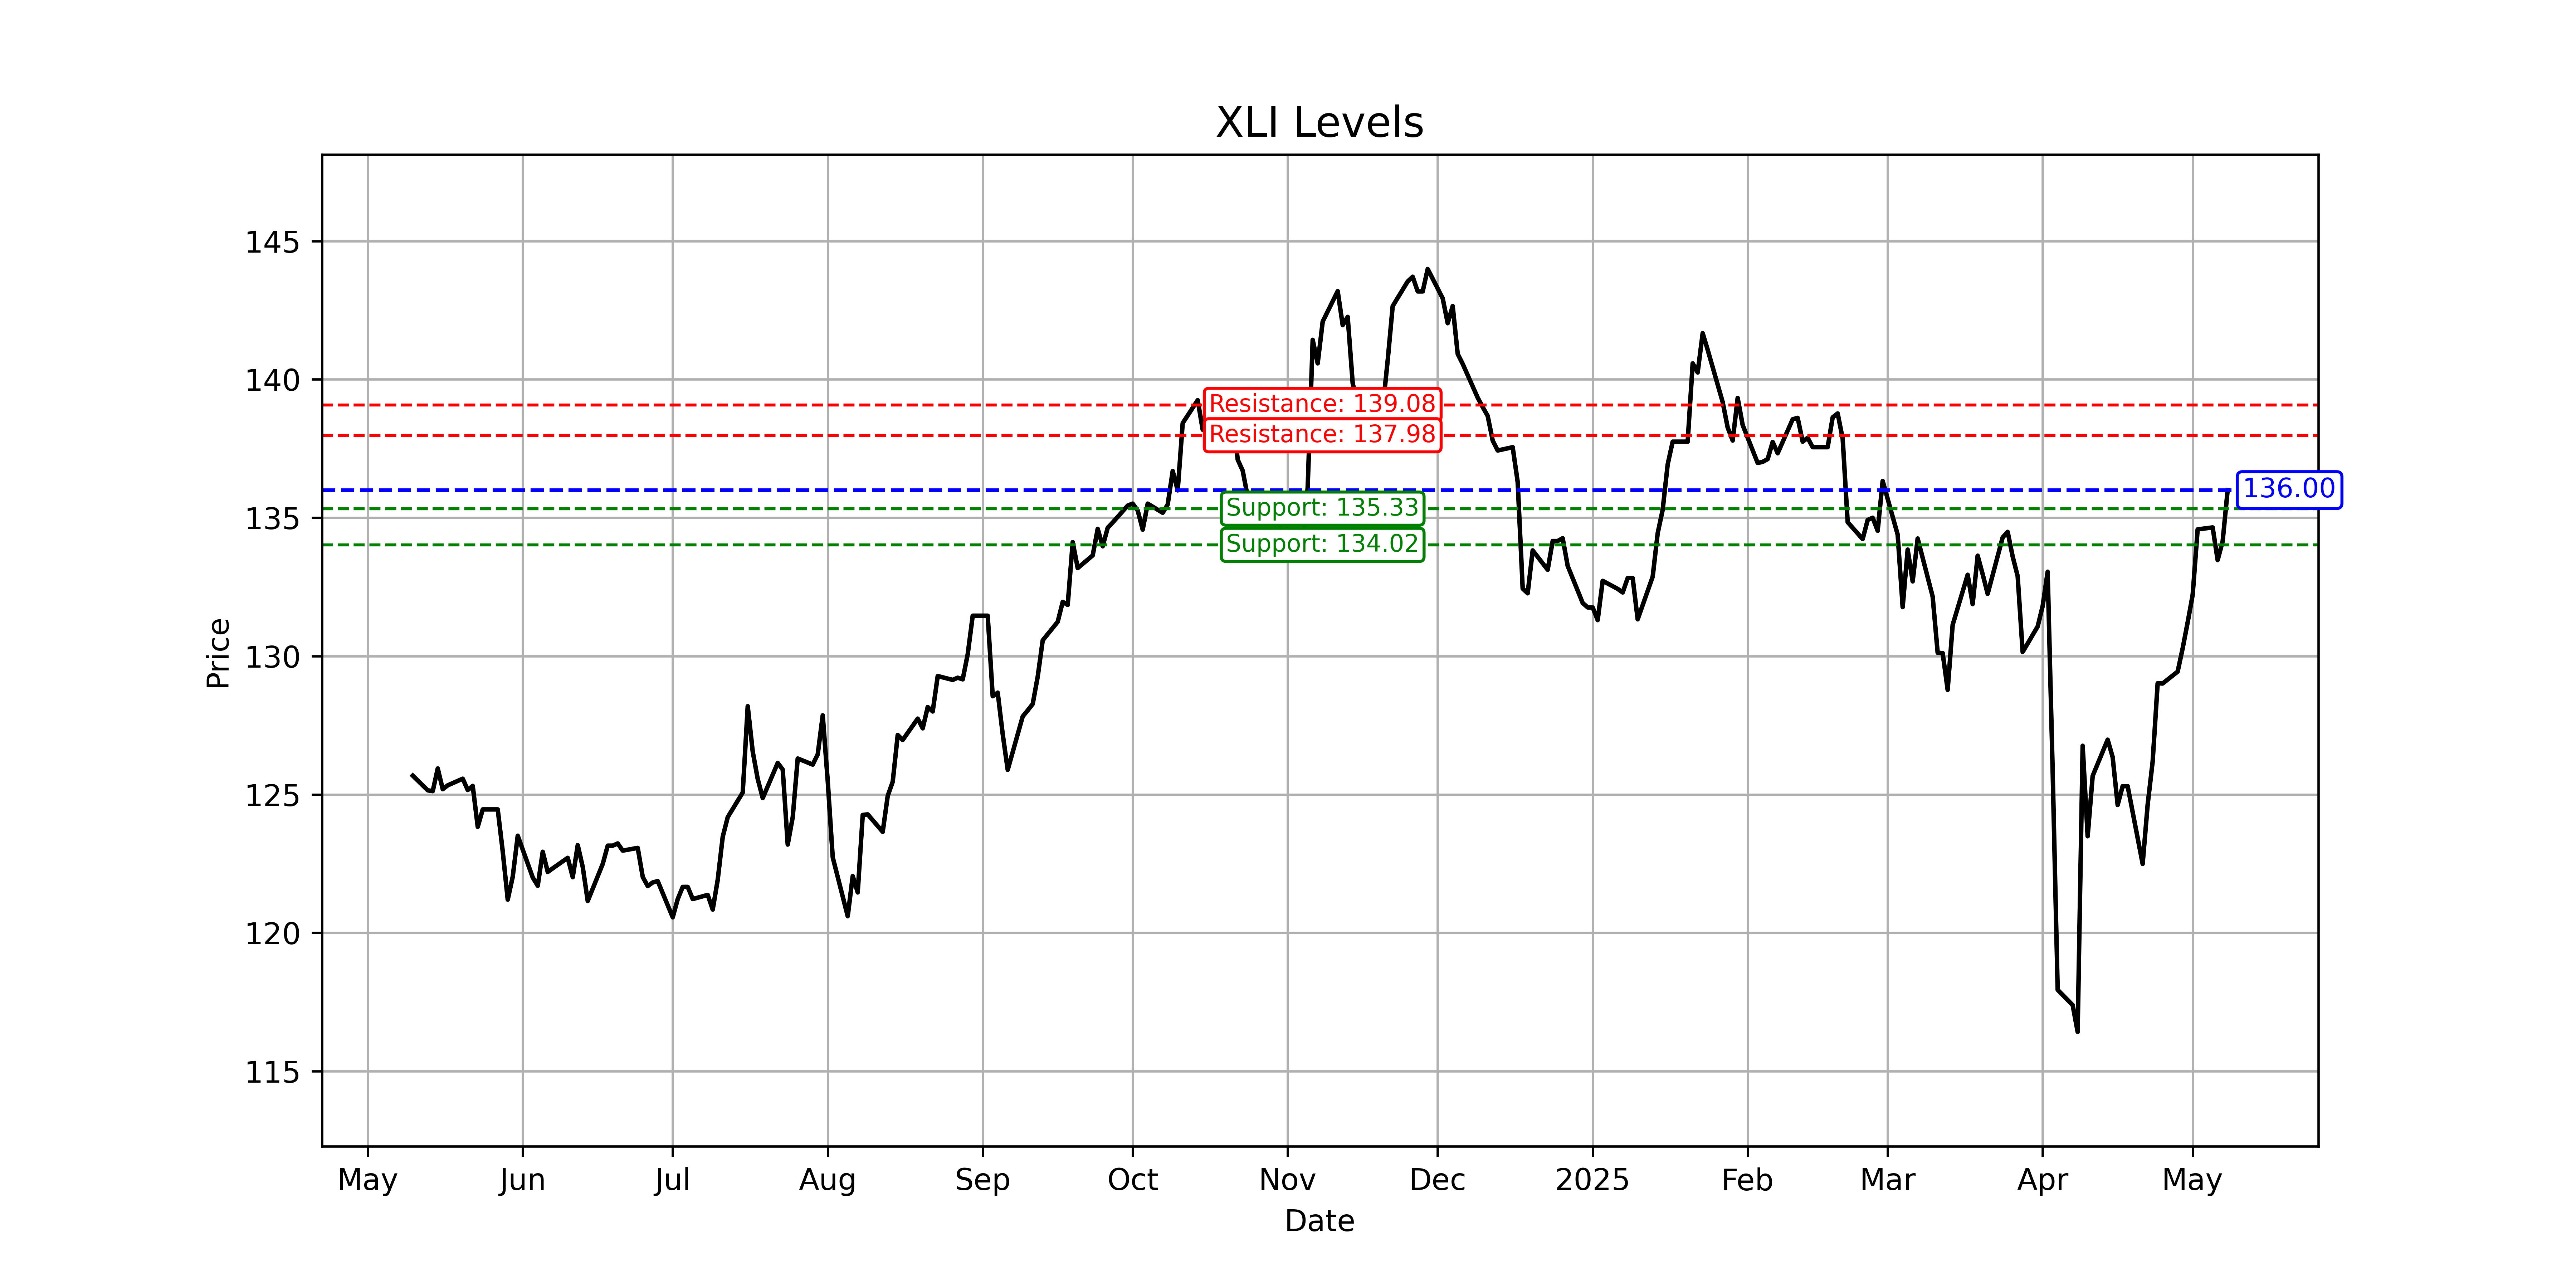 XLI Levels
145
140
135
130
125
120
115
Price
Resistance: 139.08
Resistance: 137.98
136.00
Support: 135.33
Support: 134.02
May Jun Jul Aug Sep Oct Nov Dec 2025 Feb Mar Apr May
Date